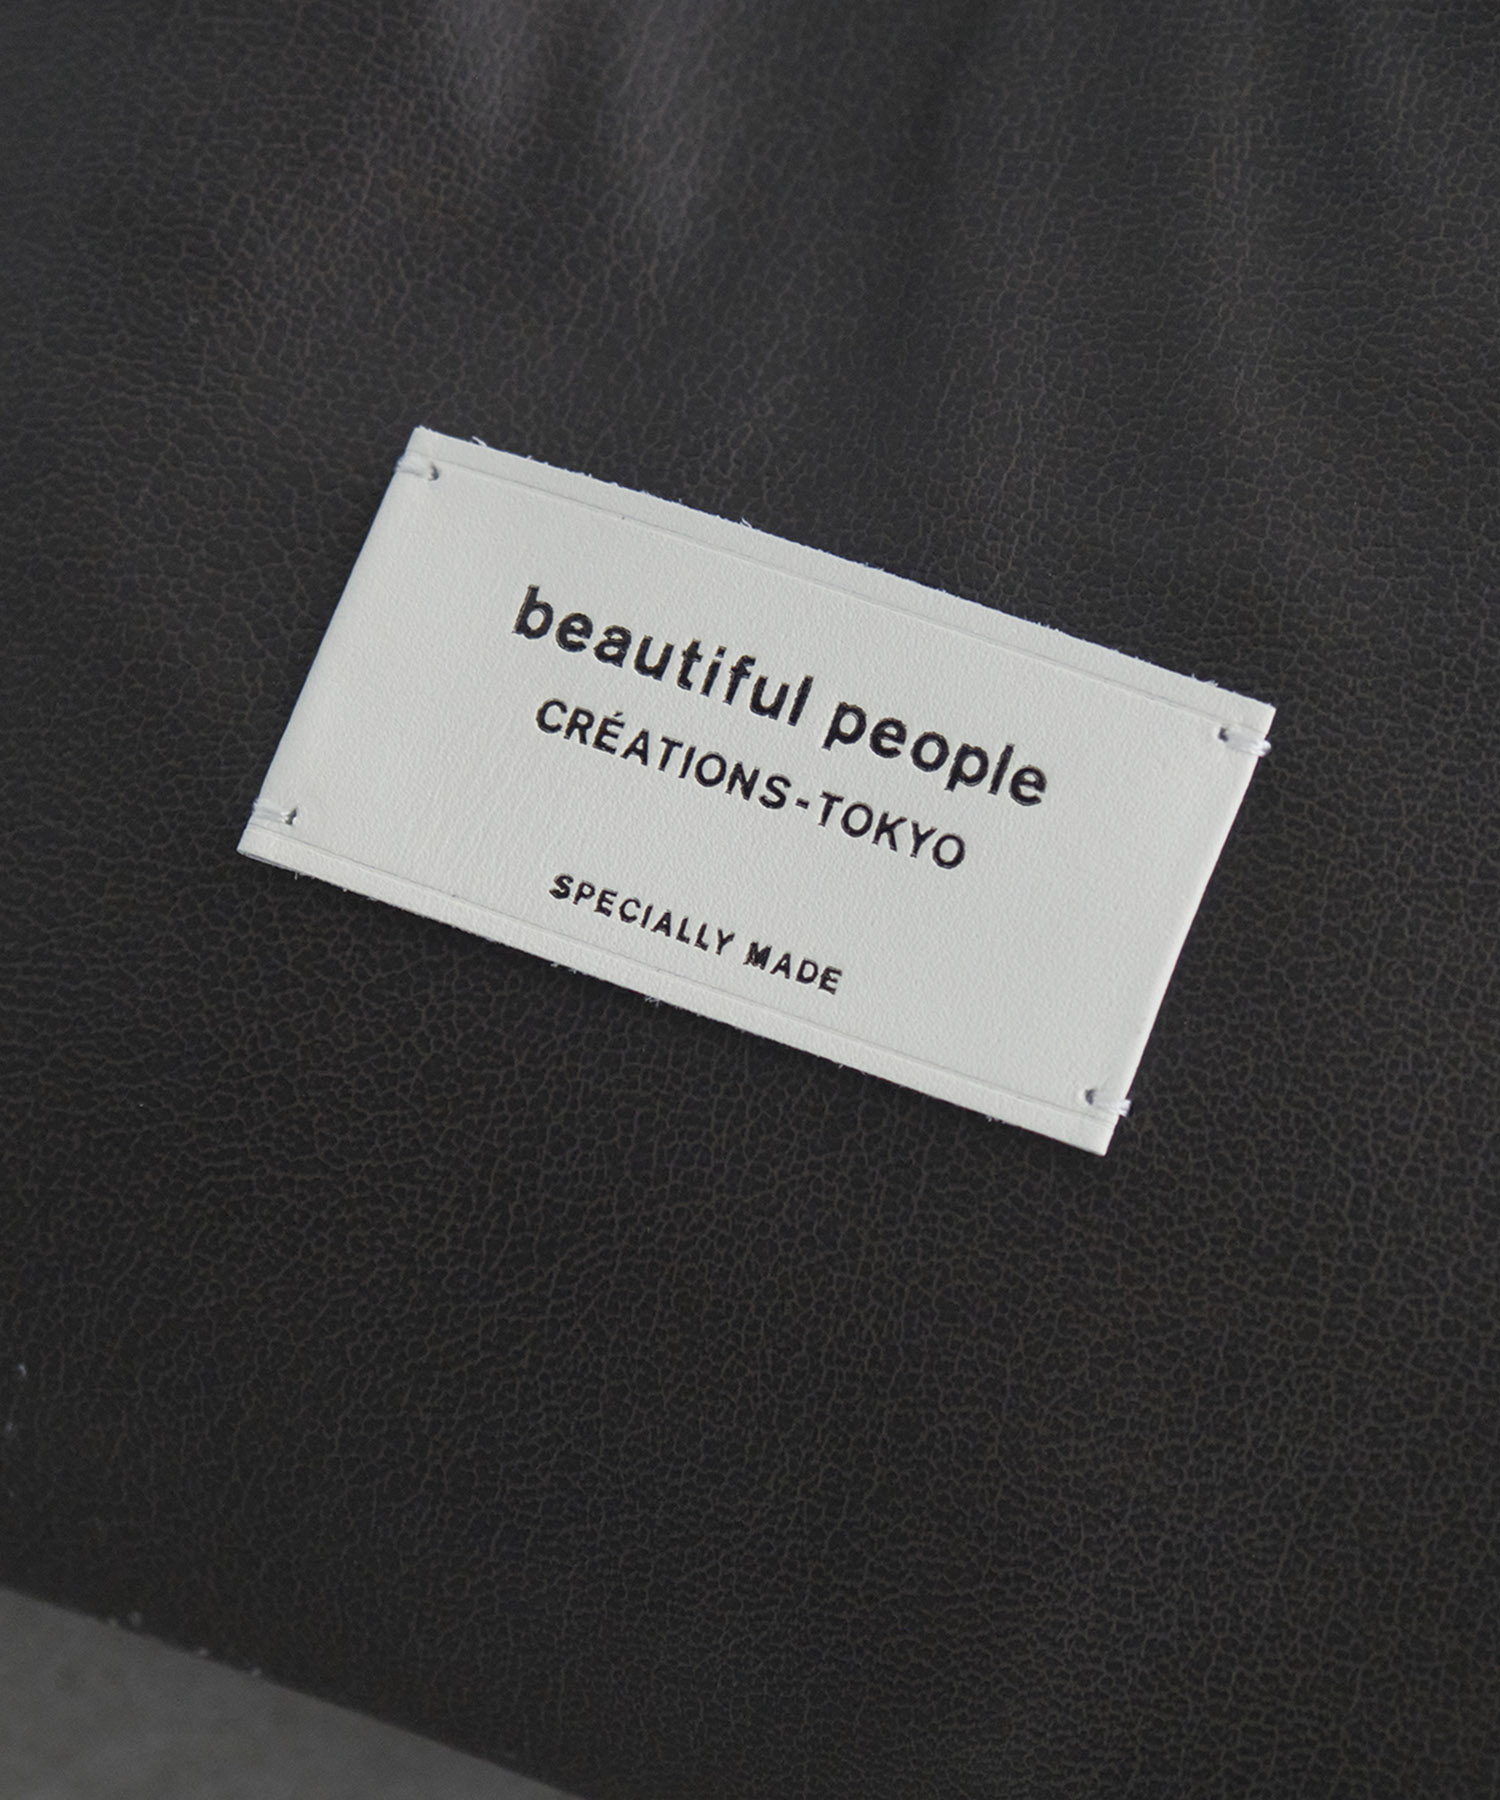 beautiful people
CRÉATIONS-TOKYO
SPECIALLY MADE